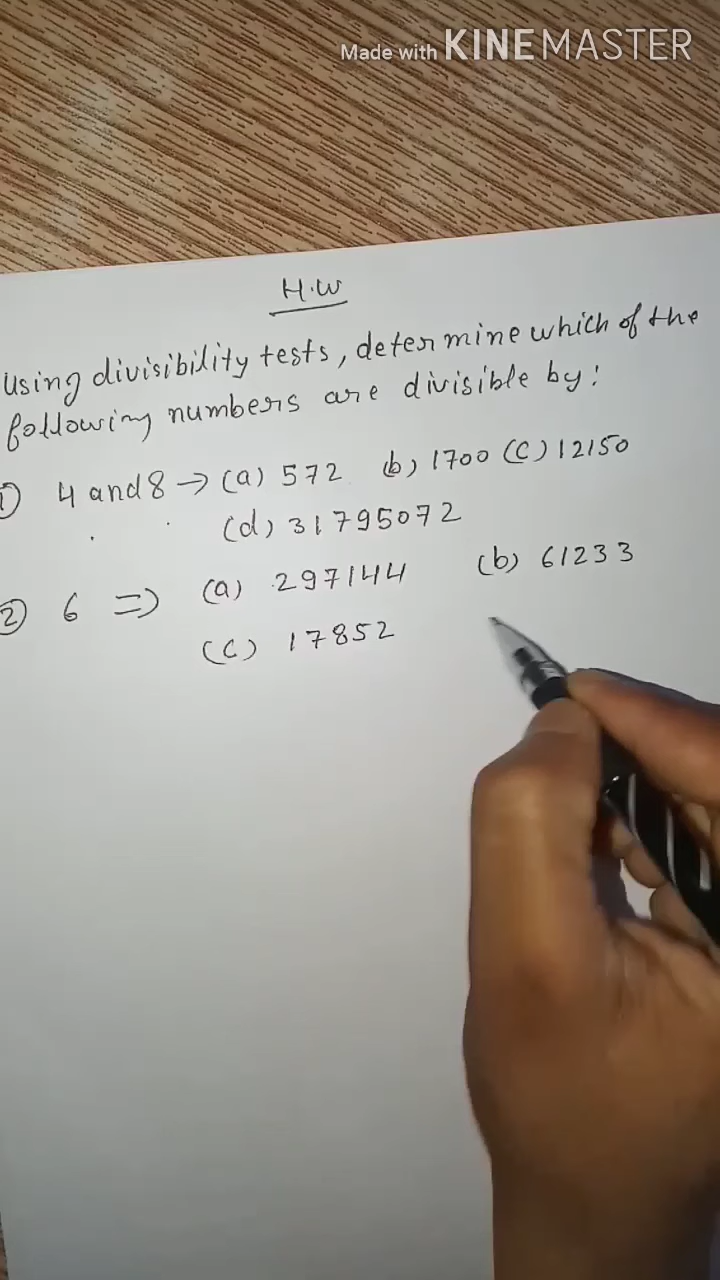 Made with KINEMASTER
H.W
Using divisibility tests, determine which of the
following numbers are divisible by:
1) 4 and 8 → (a) 572 (b) 1700 (c) 12150
(d) 31795072
2) 6 ⇒ (a) 297144 (b) 61233
(c) 17852